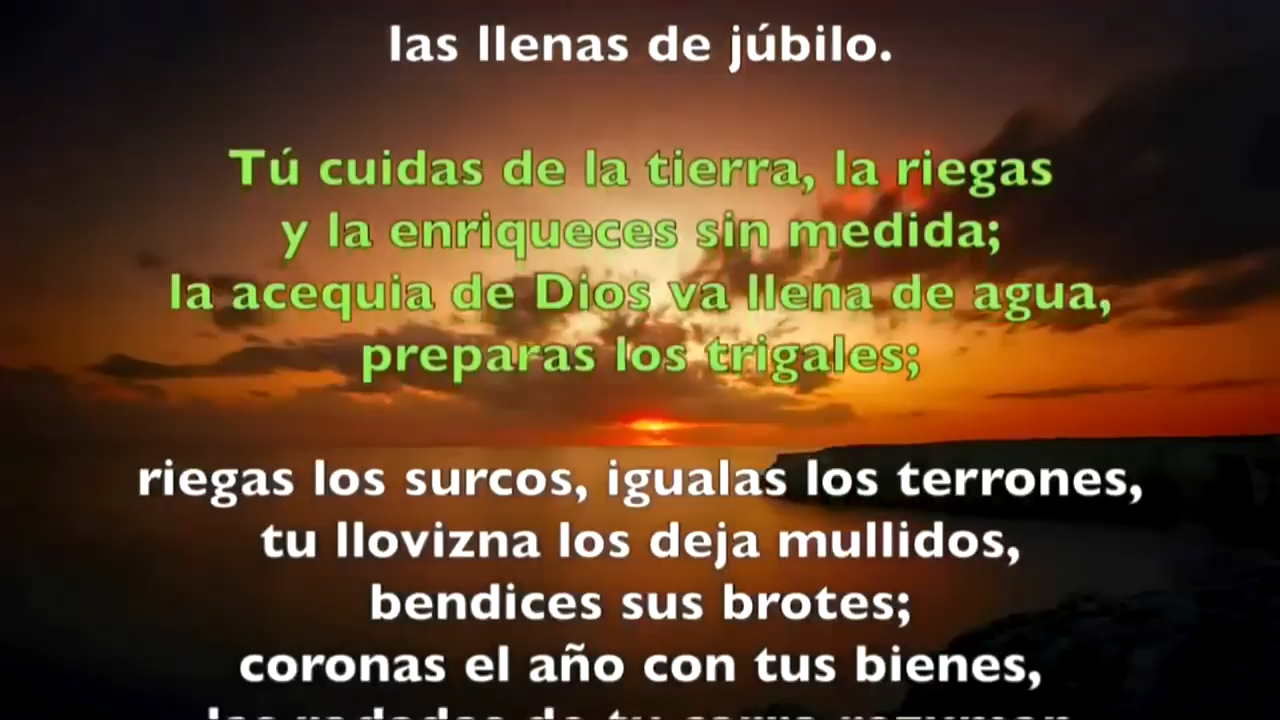 las llenas de júbilo.
Tú cuidas de la tierra, la riegas
y la enriqueces sin medida;
la acequia de Dios va llena de agua,
preparas los trigales;
riegas los surcos, igualas los terrones,
tu llovizna los deja mullidos,
bendices sus brotes;
coronas el año con tus bienes,